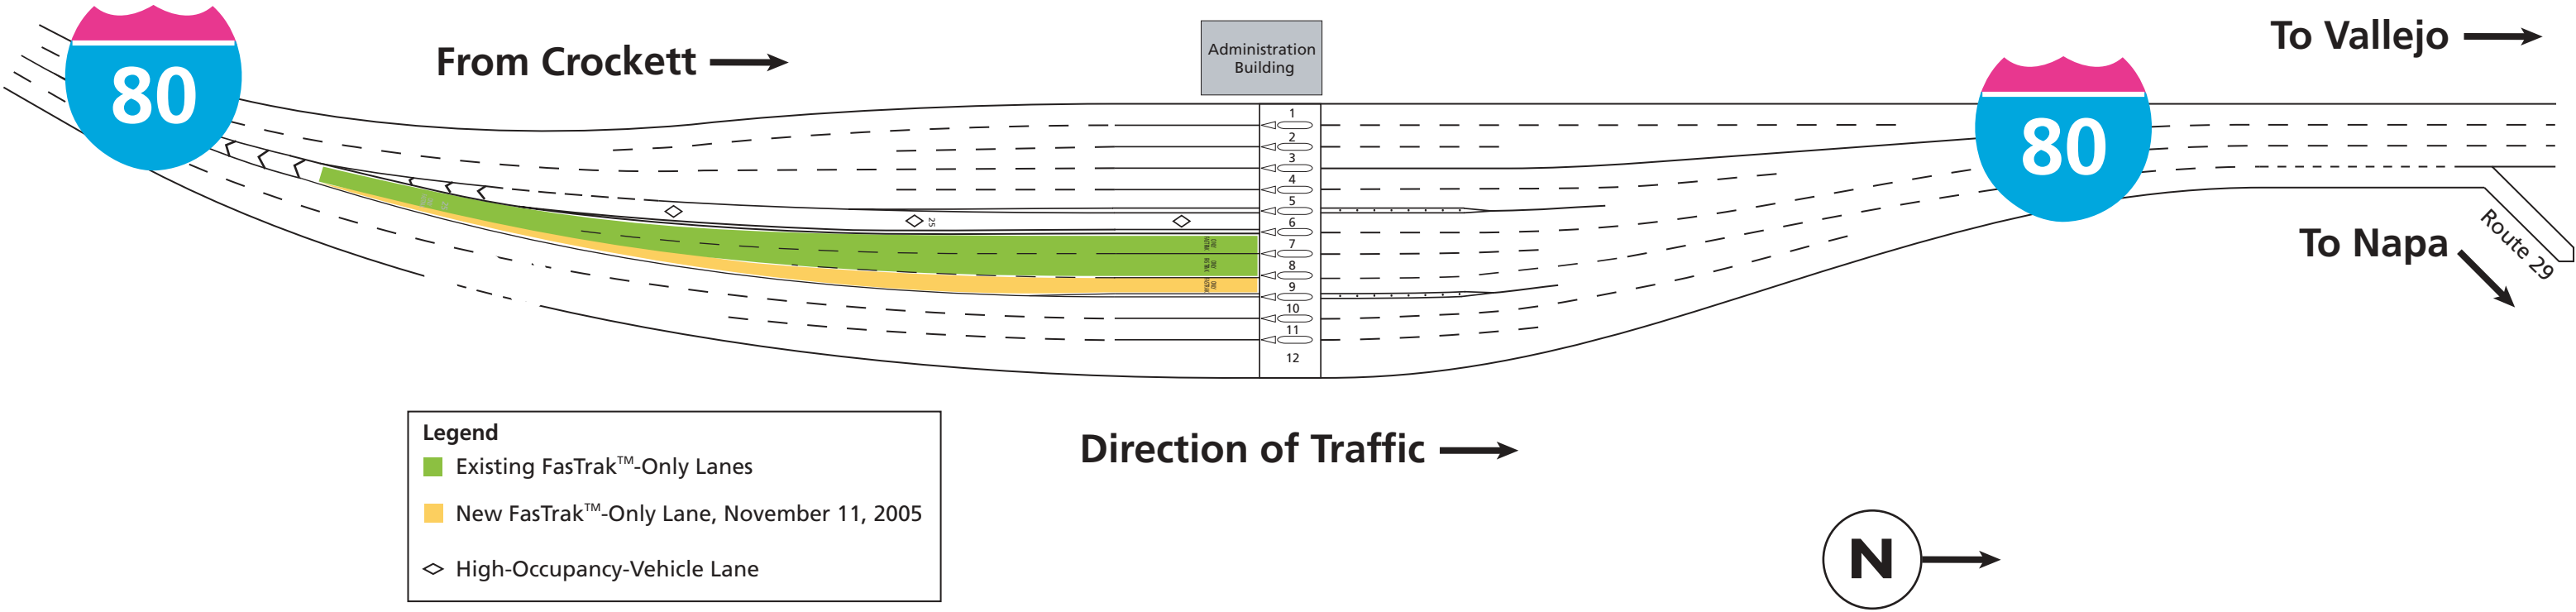 80
From Crockett
Administration
Building
To Vallejo
80
1
2
3
4
5
6
7
8
9
10
11
12
25
To Napa
Route 29
Legend
Existing FasTrak™-Only Lanes
New FasTrak™-Only Lane, November 11, 2005
High-Occupancy-Vehicle Lane
Direction of Traffic
N